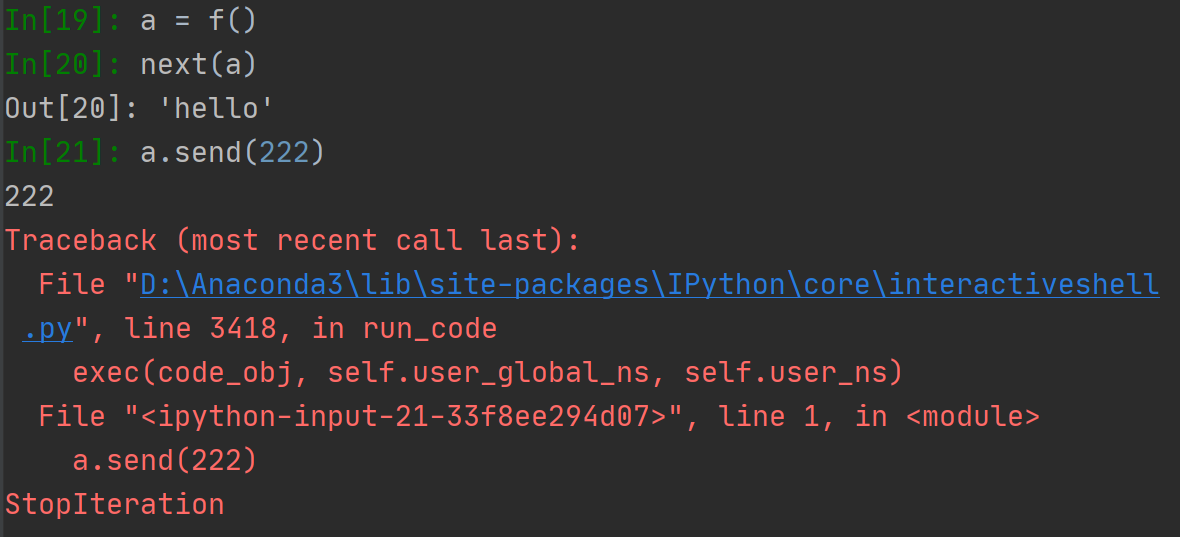 In[19]: a = f()
In[20]: next(a)
Out[20]: 'hello'
In[21]: a.send(222)
222
Traceback (most recent call last):
  File "D:\Anaconda3\lib\site-packages\IPython\core\interactiveshell
.py", line 3418, in run_code
    exec(code_obj, self.user_global_ns, self.user_ns)
  File "<ipython-input-21-33f8ee294d07>", line 1, in <module>
    a.send(222)
StopIteration